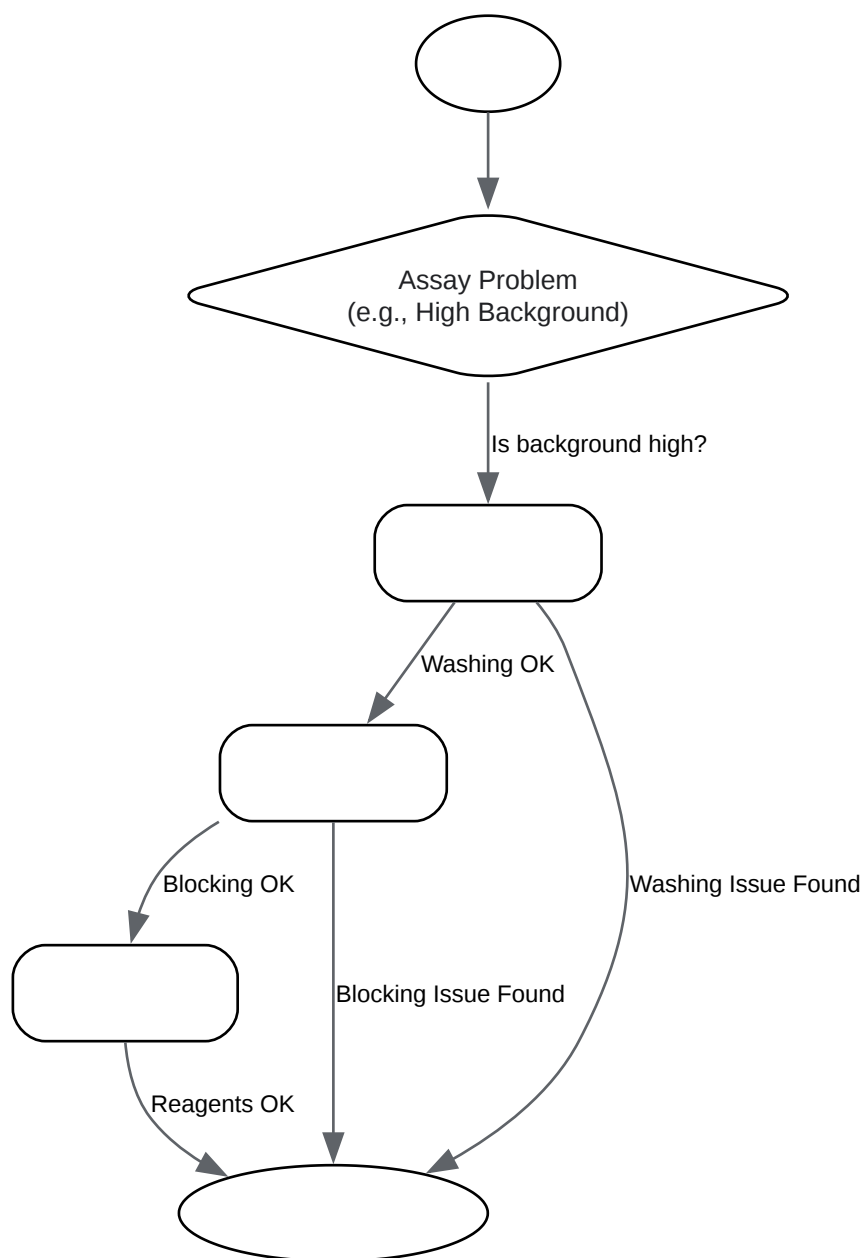 Assay Problem
(e.g., High Background)
Is background high?
Washing OK
Blocking OK
Washing Issue Found
Blocking Issue Found
Reagents OK